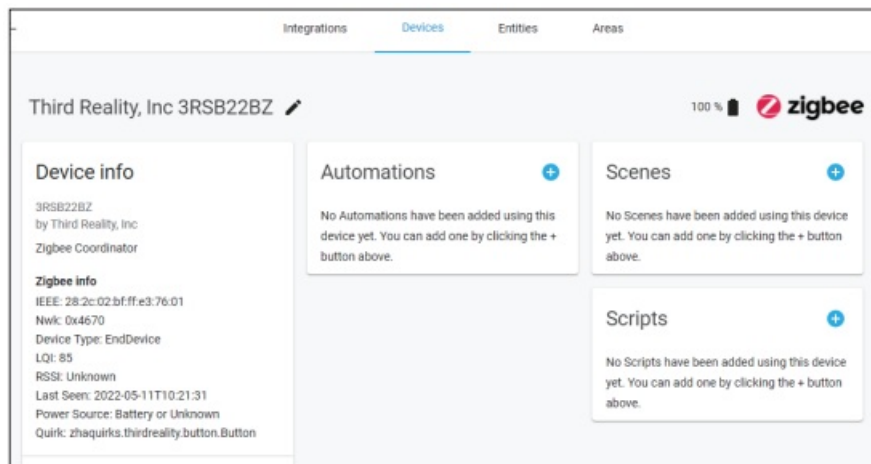 Integrations Devices Entities Areas
Third Reality, Inc 3RSB22BZ
100 % zigbee
Device info
3RSB22BZ
by Third Reality, Inc
Zigbee Coordinator
Zigbee info
IEEE: 28:2c:02:bf:ff:e3:76:01
Nwk: 0x4670
Device Type: EndDevice
LQI: 85
RSSI: Unknown
Last Seen: 2022-05-11T10:21:31
Power Source: Battery or Unknown
Quirk: zhaquirks.thirdreality.button.Button
Automations
No Automations have been added using this
device yet. You can add one by clicking the +
button above.
Scenes
No Scenes have been added using this device
yet. You can add one by clicking the + button
above.
Scripts
No Scripts have been added using this device
yet. You can add one by clicking the + button
above.